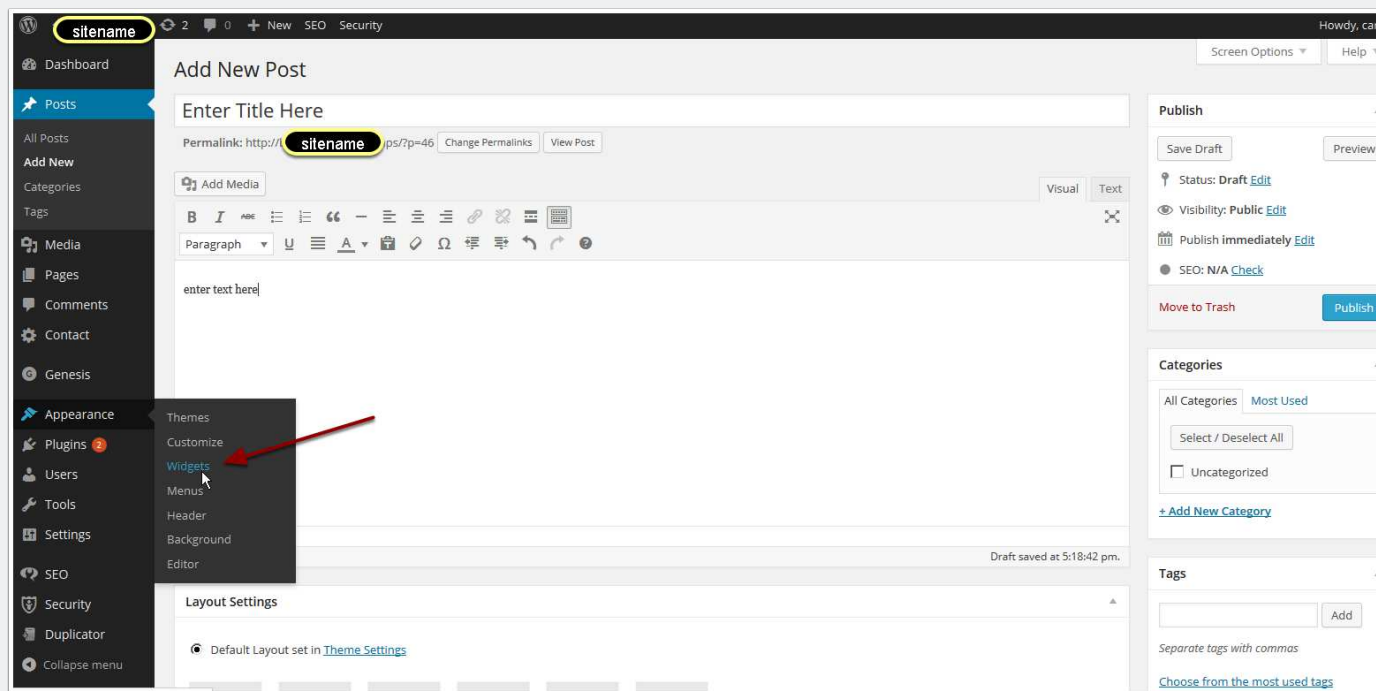 sitename 2 0 New SEO Security Howdy, car
Screen Options Help
Dashboard
Posts
All Posts
Add New
Categories
Tags
Media
Pages
Comments
Contact
Genesis
Appearance
Plugins 2
Users
Tools
Settings
SEO
Security
Duplicator
Collapse menu
Themes
Customize
Widgets
Menus
Header
Background
Editor
Add New Post
Enter Title Here
Permalink: http:// sitename ps/?p=46 Change Permalinks View Post
Add Media
Visual Text
B I ABC
Paragraph U A Ω
enter text here
Draft saved at 5:18:42 pm.
Layout Settings
Default Layout set in Theme Settings
Publish
Save Draft Preview
Status: Draft Edit
Visibility: Public Edit
Publish immediately Edit
SEO: N/A Check
Move to Trash Publish
Categories
All Categories Most Used
Select / Deselect All
Uncategorized
+ Add New Category
Tags
Add
Separate tags with commas
Choose from the most used tags